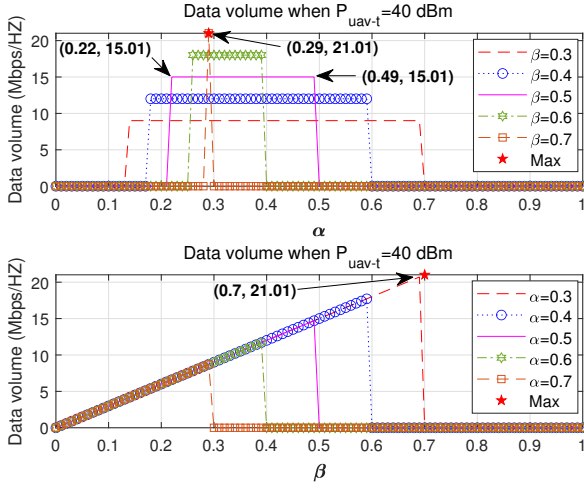 Data volume when P_uav-t=40 dBm
Data volume (Mbps/HZ)
20
15
10
5
0
(0.22, 15.01)
(0.29, 21.01)
(0.49, 15.01)
β=0.3
β=0.4
β=0.5
β=0.6
β=0.7
Max
0 0.1 0.2 0.3 0.4 0.5 0.6 0.7 0.8 0.9 1
α
Data volume when P_uav-t=40 dBm
Data volume (Mbps/HZ)
20
15
10
5
0
(0.7, 21.01)
α=0.3
α=0.4
α=0.5
α=0.6
α=0.7
Max
0 0.1 0.2 0.3 0.4 0.5 0.6 0.7 0.8 0.9 1
β